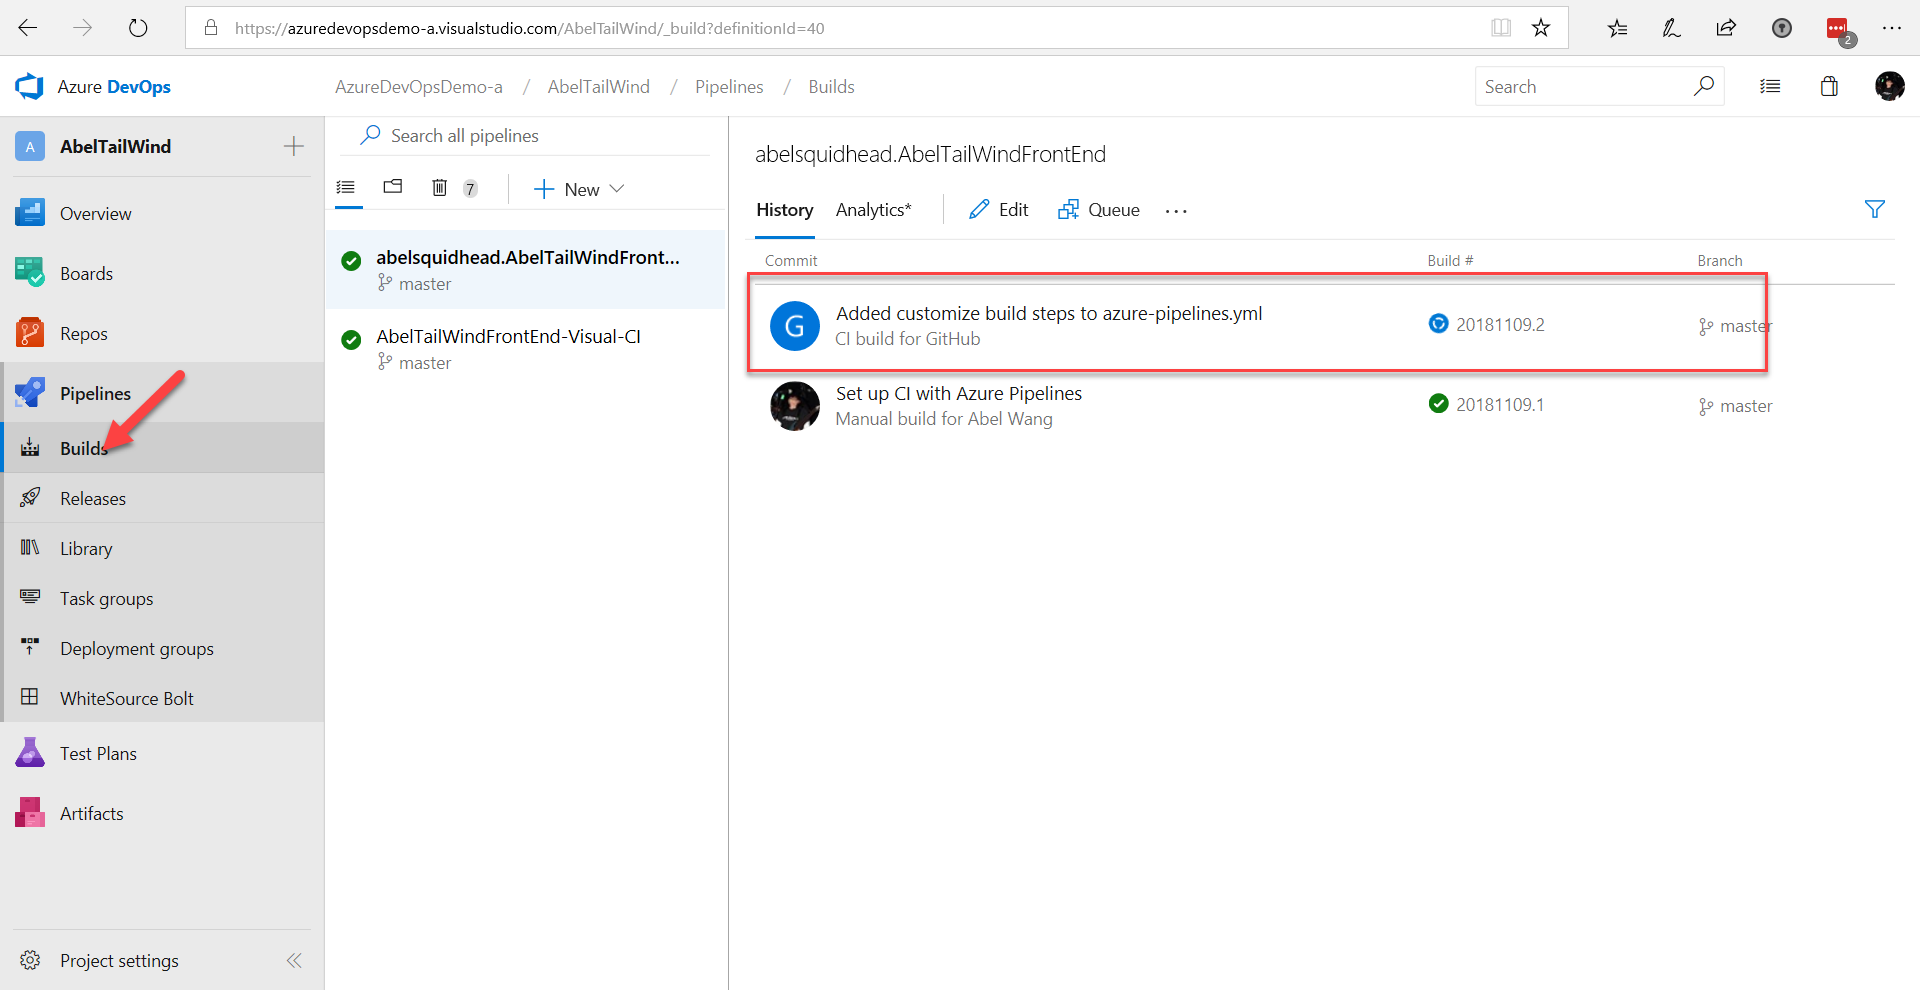 https://azuredevopsdemo-a.visualstudio.com/AbelTailWind/_build?definitionId=40
2
Azure DevOps
AzureDevOpsDemo-a / AbelTailWind / Pipelines / Builds
Search
A AbelTailWind
Overview
Boards
Repos
Pipelines
Builds
Releases
Library
Task groups
Deployment groups
WhiteSource Bolt
Test Plans
Artifacts
Project settings
Search all pipelines
7 New
abelsquidhead.AbelTailWindFront...
master
AbelTailWindFrontEnd-Visual-CI
master
abelsquidhead.AbelTailWindFrontEnd
History Analytics* Edit Queue ...
Commit Build # Branch
G Added customize build steps to azure-pipelines.yml 20181109.2 master
CI build for GitHub
Set up CI with Azure Pipelines 20181109.1 master
Manual build for Abel Wang